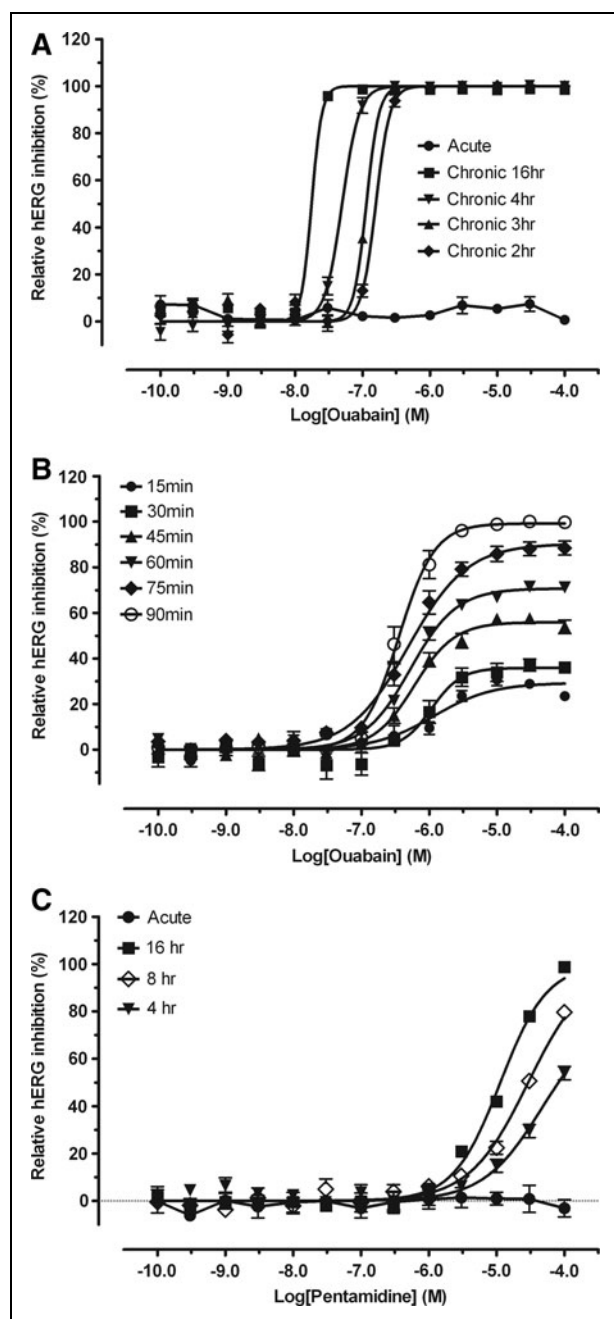 A
Relative hERG inhibition (%)
120
100
80
60
40
20
0
Acute
Chronic 16hr
Chronic 4hr
Chronic 3hr
Chronic 2hr
-10.0 -9.0 -8.0 -7.0 -6.0 -5.0 -4.0
Log[Ouabain] (M)
B
Relative hERG inhibition (%)
120
100
80
60
40
20
0
15min
30min
45min
60min
75min
90min
-10.0 -9.0 -8.0 -7.0 -6.0 -5.0 -4.0
Log[Ouabain] (M)
C
Relative hERG inhibition (%)
120
100
80
60
40
20
0
Acute
16 hr
8 hr
4 hr
-10.0 -9.0 -8.0 -7.0 -6.0 -5.0 -4.0
Log[Pentamidine] (M)